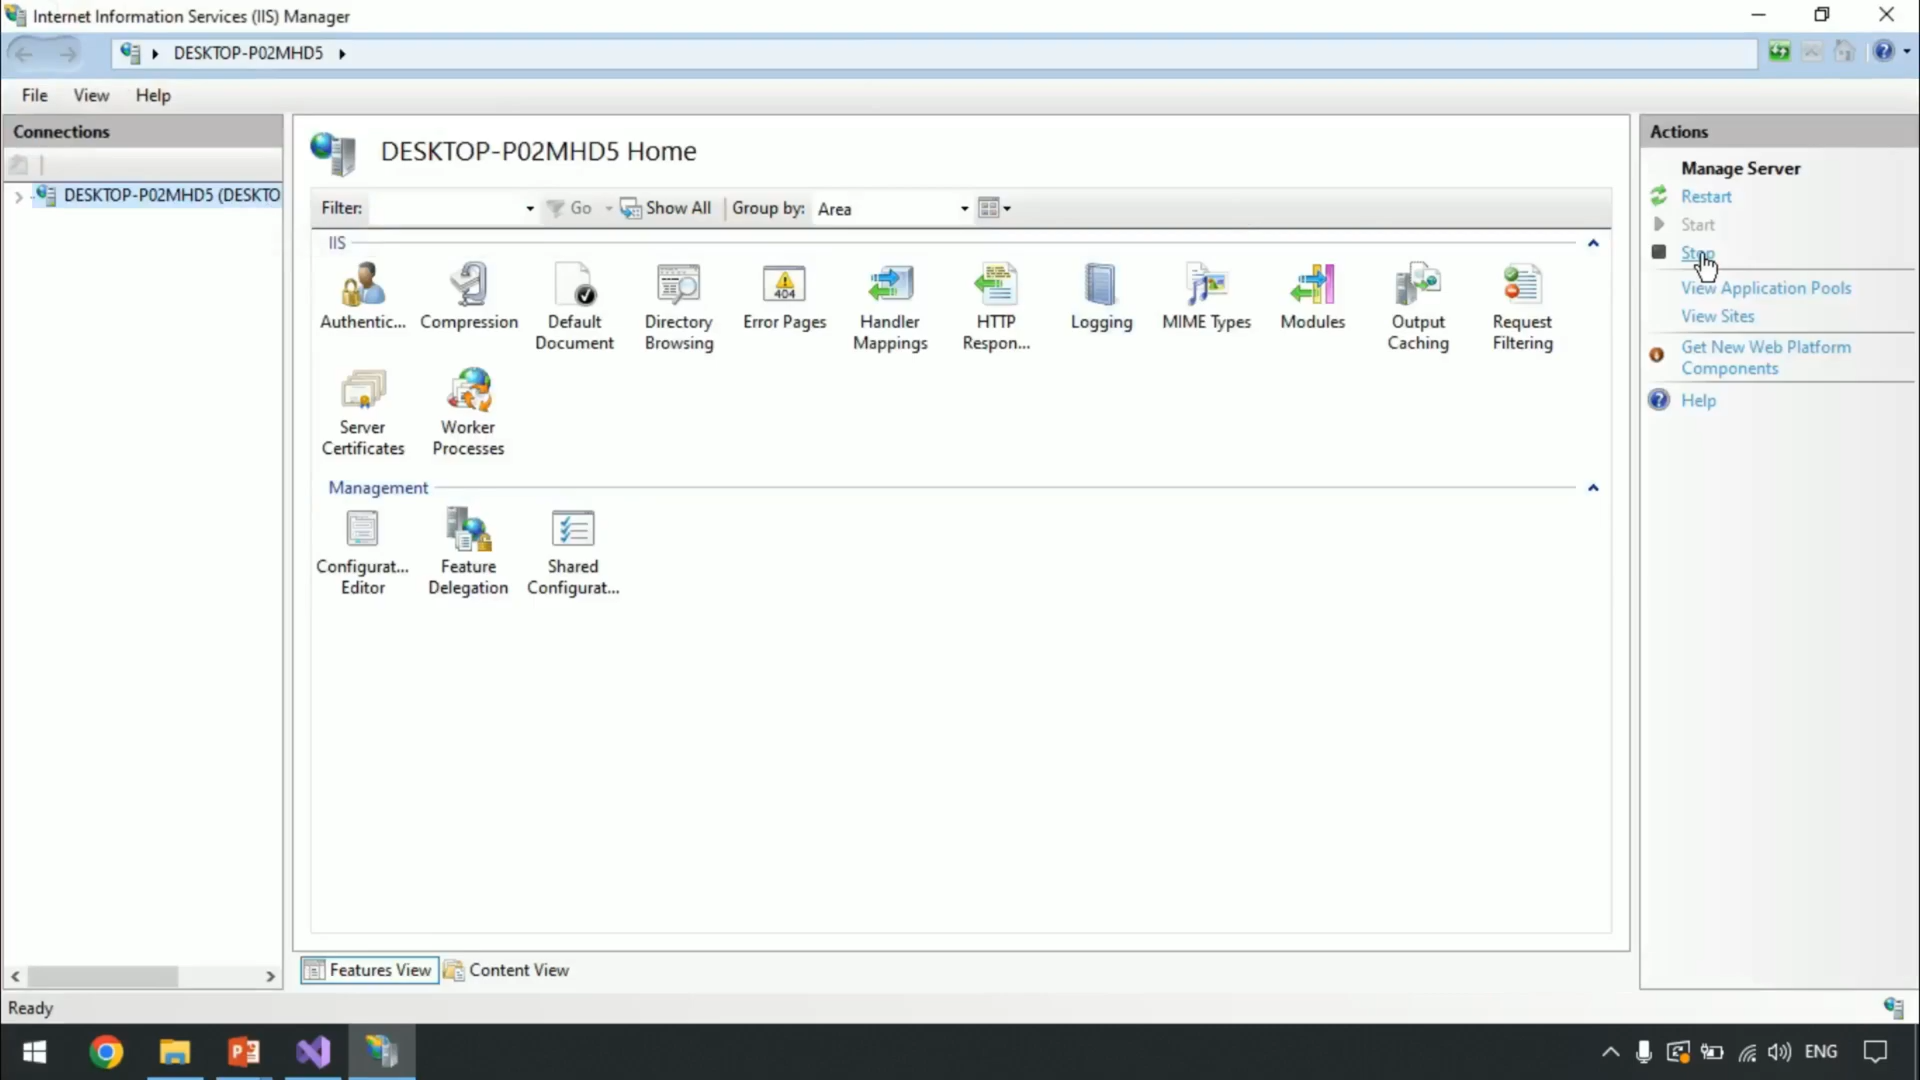 Internet Information Services (IIS) Manager
DESKTOP-P02MHD5
File View Help
Connections
DESKTOP-P02MHD5 (DESKTO
DESKTOP-P02MHD5 Home
Filter: Go Show All Group by: Area
IIS
Authentic...
Compression
Default
Document
Directory
Browsing
404
Error Pages
Handler
Mappings
HTTP
Respon...
Logging
MIME Types
Modules
Output
Caching
Request
Filtering
Server
Certificates
Worker
Processes
Management
Configurat...
Editor
Feature
Delegation
Shared
Configurat...
Features View
Content View
Actions
Manage Server
Restart
Start
Stop
View Application Pools
View Sites
Get New Web Platform
Components
Help
Ready
ENG